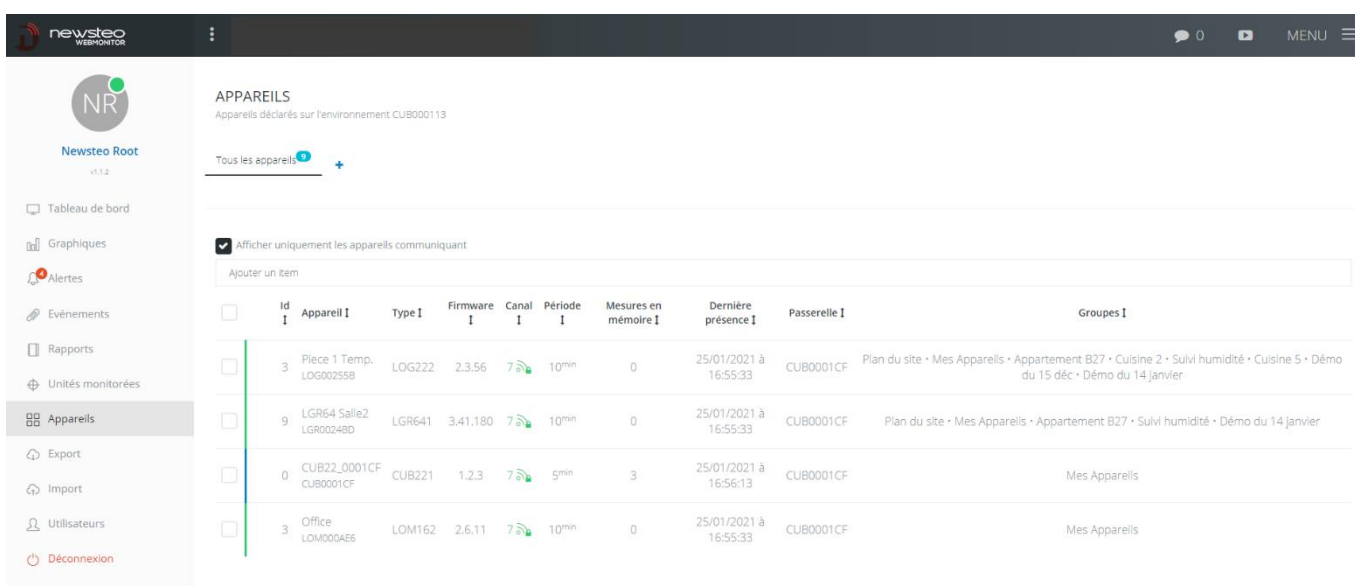 newsteo
WEBMONITOR
0
MENU
NR
Newsteo Root
v1.1.2
Tableau de bord
Graphiques
4
Alertes
Evènements
Rapports
Unités monitorées
Appareils
Export
Import
Utilisateurs
Déconnexion
APPAREILS
Appareils déclarés sur l'environnement CUB000113
Tous les appareils 9 +
Afficher uniquement les appareils communiquant
Ajouter un item
Id Appareil Type Firmware Canal Période Mesures en mémoire Dernière présence Passerelle Groupes
3 Piece 1 Temp. LOG222 2.3.56 7 10min 0 25/01/2021 à CUB0001CF Plan du site • Mes Appareils • Appartement B27 • Cuisine 2 • Suivi humidité • Cuisine 5 • Démo
LOG00255B 16:55:33 du 15 déc • Démo du 14 janvier
9 LGR64 Salle2 LGR641 3.41.180 7 10min 0 25/01/2021 à CUB0001CF Plan du site • Mes Appareils • Appartement B27 • Suivi humidité • Démo du 14 janvier
LGR0024BD 16:55:33
0 CUB22_0001CF CUB221 1.2.3 7 5min 3 25/01/2021 à CUB0001CF Mes Appareils
CUB0001CF 16:56:13
3 Office LOM162 2.6.11 7 10min 0 25/01/2021 à CUB0001CF Mes Appareils
LOM000AE6 16:55:33